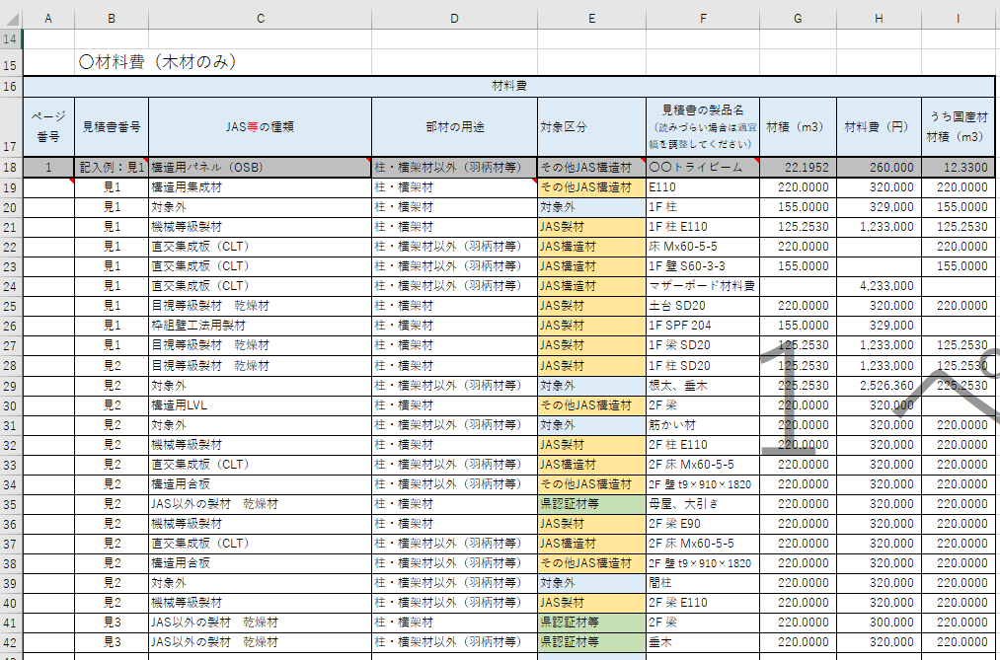 A B C D E F G H I
14
15 〇材料費（木材のみ）
16 材料費
17 ページ番号 見積書番号 JAS等の種類 部材の用途 対象区分 見積書の製品名（読みづらい場合は適宜幅を調整してください） 材積（m3） 材料費（円） うち国産材材積（m3）
18 1 記入例：見1 構造用パネル（OSB） 柱・横架材以外（羽柄材等） その他JAS構造材 〇〇トライビーム 22.1952 260,000 12.3300
19 見1 構造用集成材 柱・横架材 その他JAS構造材 E110 220.0000 320,000 220.0000
20 見1 対象外 柱・横架材 対象外 1F 柱 155.0000 329,000 155.0000
21 見1 機械等級製材 柱・横架材 JAS製材 1F 柱 E110 125.2530 1,233,000 125.2530
22 見1 直交集成板（CLT） 柱・横架材以外（羽柄材等） JAS構造材 床 Mx60-5-5 220.0000 220.0000
23 見1 直交集成板（CLT） 柱・横架材以外（羽柄材等） JAS構造材 1F 壁 S60-3-3 155.0000 155.0000
24 見1 直交集成板（CLT） 柱・横架材以外（羽柄材等） JAS構造材 マザーボード材料費 4,233,000
25 見1 目視等級製材　乾燥材 柱・横架材 JAS製材 土台 SD20 220.0000 320,000 220.0000
26 見1 枠組壁工法用製材 柱・横架材 JAS製材 1F SPF 204 155.0000 329,000
27 見1 目視等級製材　乾燥材 柱・横架材 JAS製材 1F 梁 SD20 125.2530 1,233,000 125.2530
28 見2 目視等級製材　乾燥材 柱・横架材 JAS製材 1F 柱 SD20 125.2530 1,233,000 125.2530
29 見2 対象外 柱・横架材以外（羽柄材等） 対象外 根太、垂木 225.2530 2,526,360 225.2530
30 見2 構造用LVL 柱・横架材 その他JAS構造材 2F 梁 220.0000 320,000
31 見2 対象外 柱・横架材以外（羽柄材等） 対象外 筋かい材 220.0000 320,000 220.0000
32 見2 機械等級製材 柱・横架材 JAS製材 2F 柱 E110 220.0000 320,000 220.0000
33 見2 直交集成板（CLT） 柱・横架材以外（羽柄材等） JAS構造材 2F 床 Mx60-5-5 220.0000 320,000 220.0000
34 見2 構造用合板 柱・横架材以外（羽柄材等） その他JAS構造材 2F 壁 t9×910×1820 220.0000 320,000 220.0000
35 見2 JAS以外の製材　乾燥材 柱・横架材 県認証材等 母屋、大引き 220.0000 320,000 220.0000
36 見2 機械等級製材 柱・横架材 JAS製材 2F 梁 E90 220.0000 320,000 220.0000
37 見2 直交集成板（CLT） 柱・横架材以外（羽柄材等） JAS構造材 2F 床 Mx60-5-5 220.0000 320,000 220.0000
38 見2 構造用合板 柱・横架材以外（羽柄材等） その他JAS構造材 2F 壁 t9×910×1820 220.0000 320,000 220.0000
39 見2 対象外 柱・横架材以外（羽柄材等） 対象外 間柱 220.0000 320,000 220.0000
40 見2 機械等級製材 柱・横架材 JAS製材 2F 梁 E110 220.0000 320,000 220.0000
41 見3 JAS以外の製材　乾燥材 柱・横架材 県認証材等 2F 梁 220.0000 300,000 220.0000
42 見3 JAS以外の製材　乾燥材 柱・横架材以外（羽柄材等） 県認証材等 垂木 220.0000 320,000 220.0000
1 ペ